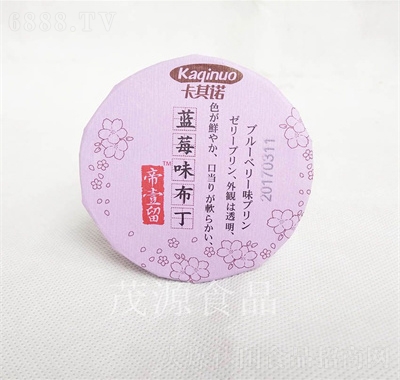 6888.TV
Kaqinuo
卡其诺
ブルーベリー味プリン
ゼリープリン、外観は透明、
色が鮮やか、口当りが軟らかい、
蓝莓味布丁
TM
帝壹留
20170311
茂源食品